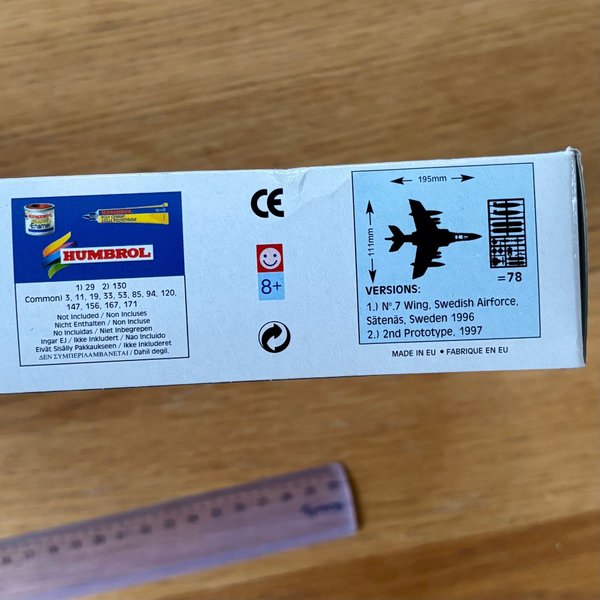 HUMBROL
1) 29 2) 130
Common) 3, 11, 19, 33, 53, 85, 94, 120,
147, 156, 167, 171
Not Included / Non Incluses
Nicht Enthalten / Non Incluse
No Incluidas / Niet Inbegrepen
Ingar EJ / Ikke Inkludert / Nao Incluido
Eivät Sisälly Pakkaukseen / Ikke Inkluderet
ΔΕΝ ΣΥΜΠΕΡΙΛΑΜΒΑΝΕΤΑΙ / Dahil degil.
CE
8+
195mm
111mm
=78
VERSIONS:
1.) Nº.7 Wing, Swedish Airforce,
Sätenäs, Sweden 1996
2.) 2nd Prototype, 1997
MADE IN EU • FABRIQUE EN EU